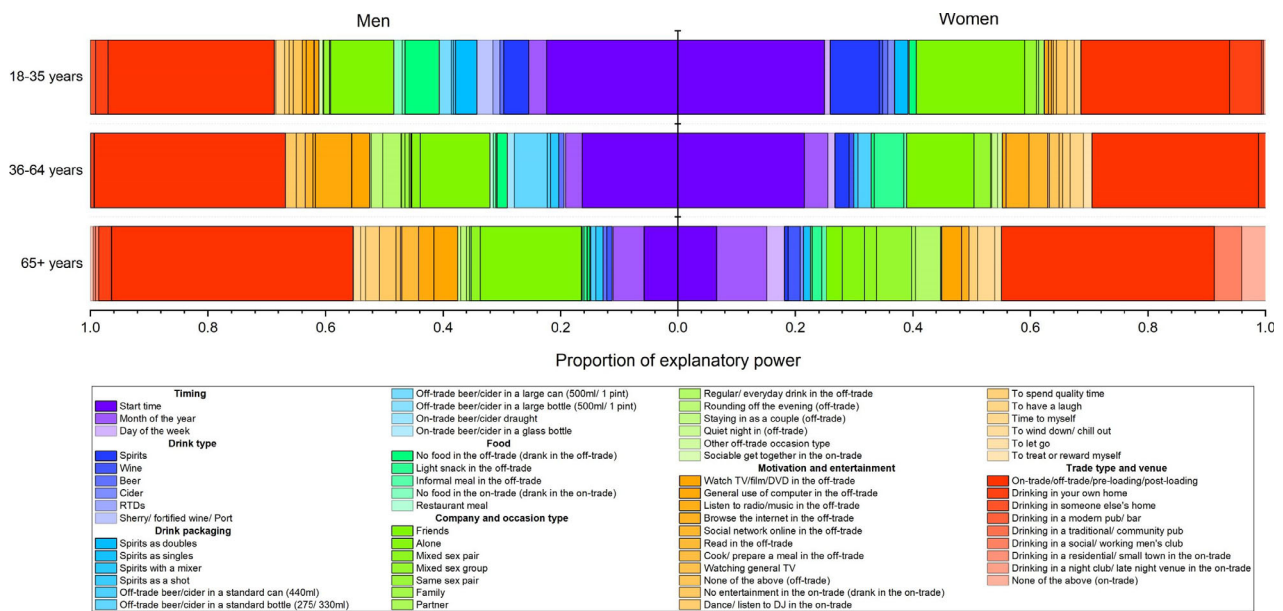 Men
Women
18-35 years
36-64 years
65+ years
1.0 0.8 0.6 0.4 0.2 0.0 0.2 0.4 0.6 0.8 1.0
Proportion of explanatory power
Timing
Start time
Month of the year
Day of the week
Drink type
Spirits
Wine
Beer
Cider
RTDs
Sherry/ fortified wine/ Port
Drink packaging
Spirits as doubles
Spirits as singles
Spirits with a mixer
Spirits as a shot
Off-trade beer/cider in a standard can (440ml)
Off-trade beer/cider in a standard bottle (275/ 330ml)
Off-trade beer/cider in a large can (500ml/ 1 pint)
Off-trade beer/cider in a large bottle (500ml/ 1 pint)
On-trade beer/cider draught
On-trade beer/cider in a glass bottle
Food
No food in the off-trade (drank in the off-trade)
Light snack in the off-trade
Informal meal in the off-trade
No food in the on-trade (drank in the on-trade)
Restaurant meal
Company and occasion type
Friends
Alone
Mixed sex pair
Mixed sex group
Same sex pair
Family
Partner
Regular/ everyday drink in the off-trade
Rounding off the evening (off-trade)
Staying in as a couple (off-trade)
Quiet night in (off-trade)
Other off-trade occasion type
Sociable get together in the on-trade
Motivation and entertainment
Watch TV/film/DVD in the off-trade
General use of computer in the off-trade
Listen to radio/music in the off-trade
Browse the internet in the off-trade
Social network online in the off-trade
Read in the off-trade
Cook/ prepare a meal in the off-trade
Watching general TV
None of the above (off-trade)
No entertainment in the on-trade (drank in the on-trade)
Dance/ listen to DJ in the on-trade
To spend quality time
To have a laugh
Time to myself
To wind down/ chill out
To let go
To treat or reward myself
Trade type and venue
On-trade/off-trade/pre-loading/post-loading
Drinking in your own home
Drinking in someone else's home
Drinking in a modern pub/ bar
Drinking in a traditional/ community pub
Drinking in a social/ working men's club
Drinking in a residential/ small town in the on-trade
Drinking in a night club/ late night venue in the on-trade
None of the above (on-trade)